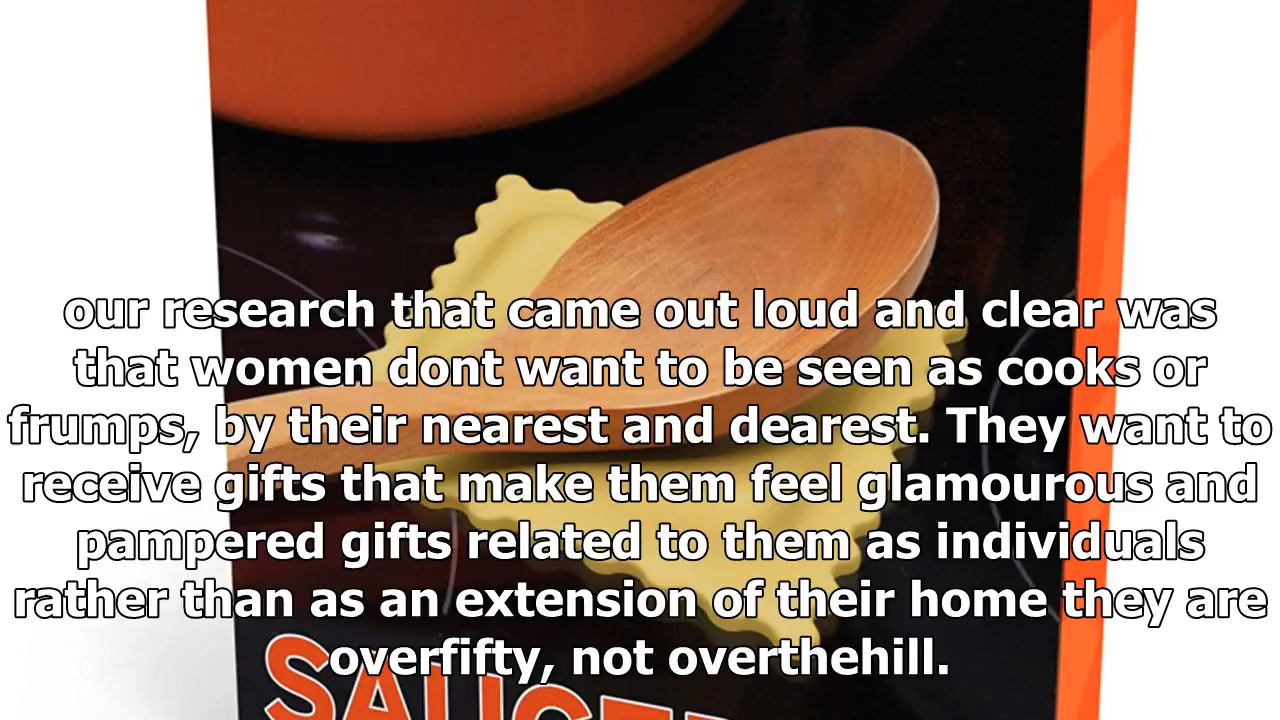 our research that came out loud and clear was
that women dont want to be seen as cooks or
frumps, by their nearest and dearest. They want to
receive gifts that make them feel glamourous and
pampered gifts related to them as individuals
rather than as an extension of their home they are
overfifty, not overthehill.